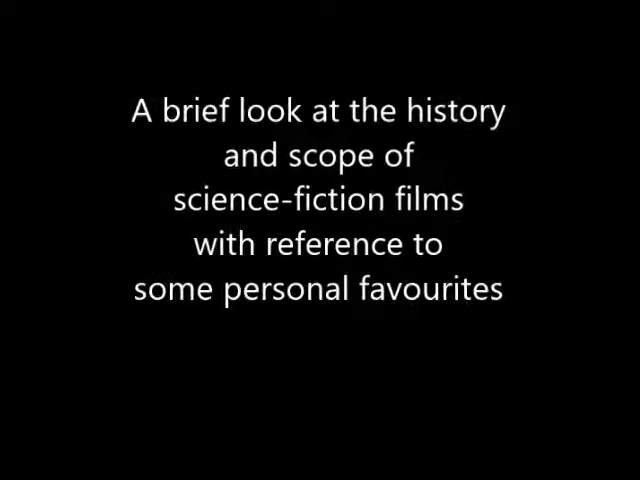 A brief look at the history
and scope of
science-fiction films
with reference to
some personal favourites